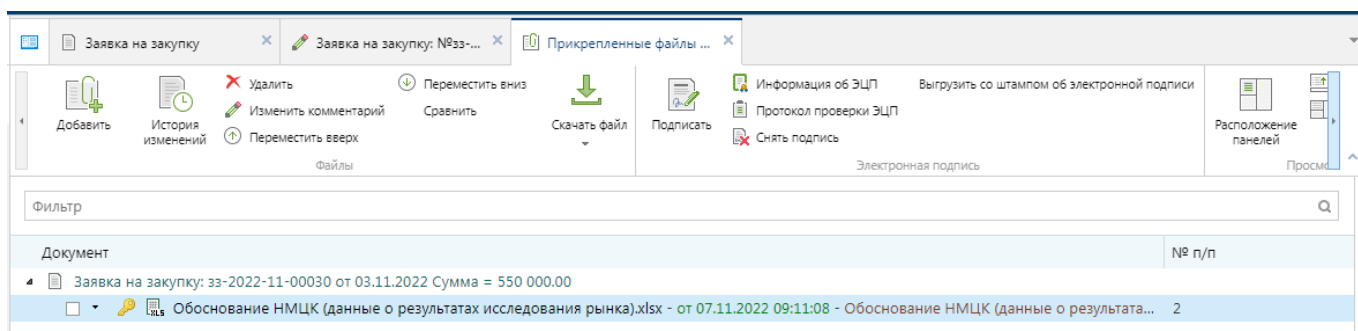 Заявка на закупку Заявка на закупку: №зз-... Прикрепленные файлы ...
Удалить Переместить вниз Информация об ЭЦП Выгрузить со штампом об электронной подписи
Изменить комментарий Сравнить Протокол проверки ЭЦП
Добавить История изменений Переместить вверх Скачать файл Подписать Снять подпись Расположение панелей
Файлы Электронная подпись Просмо
Фильтр
Документ № п/п
Заявка на закупку: зз-2022-11-00030 от 03.11.2022 Сумма = 550 000.00
XLS Обоснование НМЦК (данные о результатах исследования рынка).xlsx - от 07.11.2022 09:11:08 - Обоснование НМЦК (данные о результата... 2